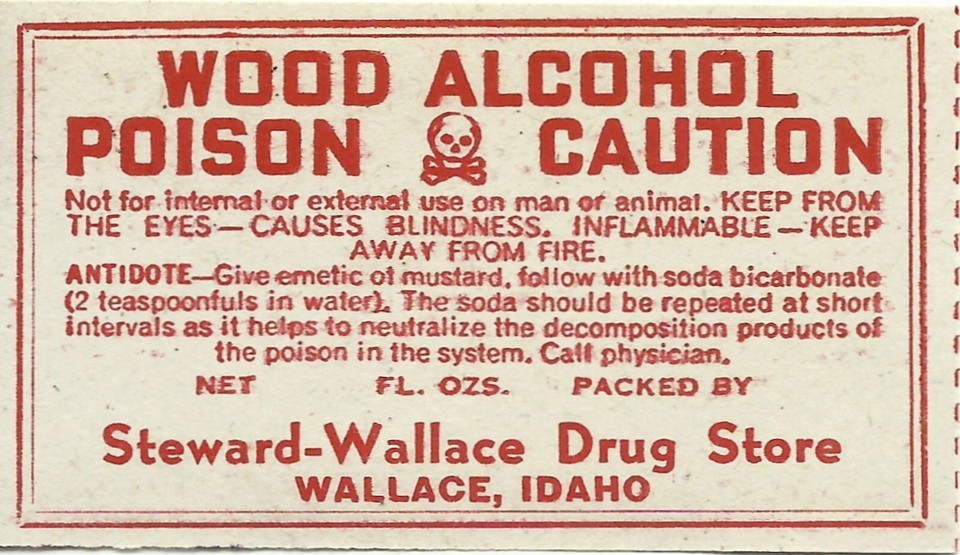 WOOD ALCOHOL
POISON CAUTION
Not for internal or external use on man or animal. KEEP FROM
THE EYES—CAUSES BLINDNESS. INFLAMMABLE—KEEP
AWAY FROM FIRE.
ANTIDOTE—Give emetic of mustard, follow with soda bicarbonate
(2 teaspoonfuls in water). The soda should be repeated at short
intervals as it helps to neutralize the decomposition products of
the poison in the system. Call physician.
NET FL. OZS. PACKED BY
Steward-Wallace Drug Store
WALLACE, IDAHO